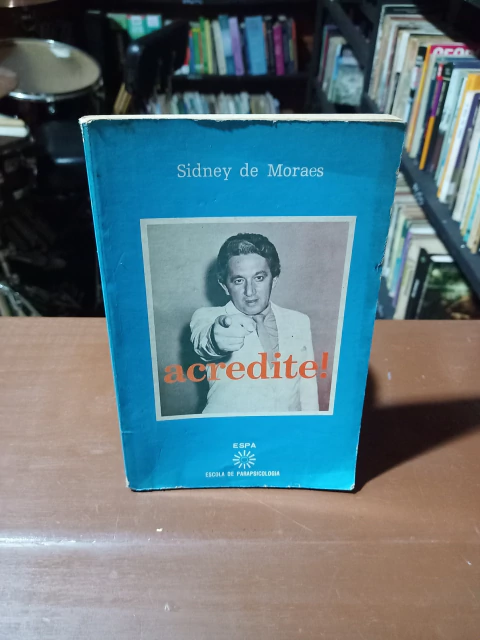 Sidney de Moraes
acredite!
ESPA
ESCOLA DE PARAPSICOLOGIA